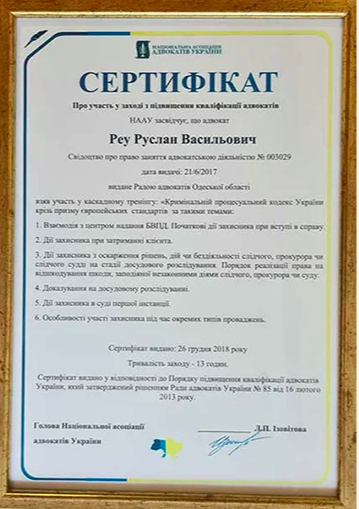 НАЦІОНАЛЬНА АСОЦІАЦІЯ
АДВОКАТІВ УКРАЇНИ
СЕРТИФІКАТ
Про участь у заході з підвищення кваліфікації адвокатів
НААУ засвідчує, що адвокат
Реу Руслан Васильович
Свідоцтво про право заняття адвокатською діяльністю № 003029
дата видачі: 21/6/2017
видане Радою адвокатів Одеської області
взяв участь у каскадному тренінгу: «Кримінальний процесуальний кодекс України
крізь призму європейських стандартів за такими темами:
1. Взаємодія з центром надання БВПД. Початкові дії захисника при вступі в справу.
2. Дії захисника при затриманні клієнта.
3. Дії захисника з оскарження рішень, дій чи бездіяльності слідчого, прокурора чи
слідчого судді на стадії досудового розслідування. Порядок реалізації права на
відшкодування шкоди, заподіяної незаконними діями слідчого, прокурора чи суду.
4. Доказування на досудовому розслідуванні.
5. Дії захисника в суді першої інстанції.
6. Особливості участі захисника під час окремих типів проваджень.
Сертифікат видано: 26 грудня 2018 року
Тривалість заходу - 13 годин.
Сертифікат видано у відповідності до Порядку підвищення кваліфікації адвокатів
України, який затверджений рішенням Ради адвокатів України № 85 від 16 лютого
2013 року.
Голова Національної асоціації
адвокатів України
Л.П. Ізовітова